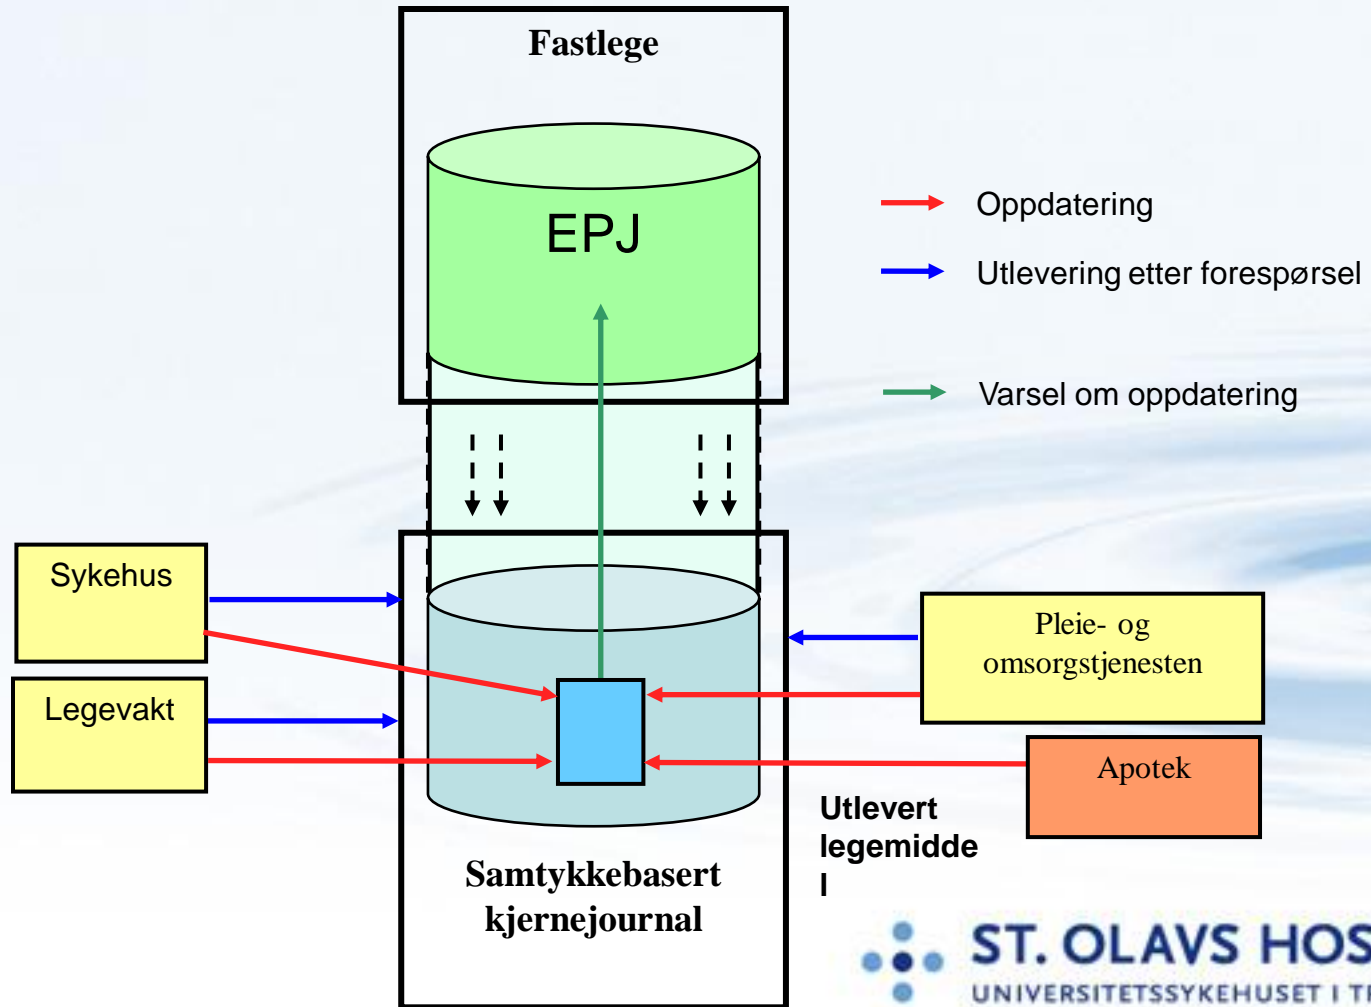 Fastlege
EPJ
Oppdatering
Utlevering etter forespørsel
Varsel om oppdatering
Sykehus
Legevakt
Pleie- og
omsorgstjenesten
Apotek
Utlevert
legemidde
l
Samtykkebasert
kjernejournal
ST. OLAVS HOS
UNIVERSITETSSYKEHUSET I